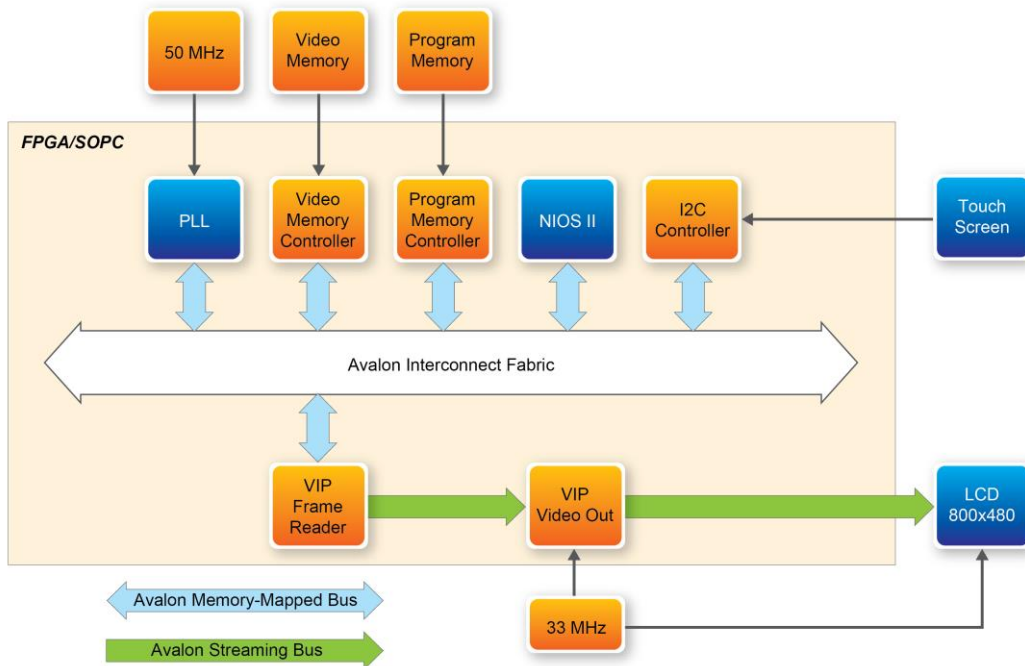 50 MHz
Video
Memory
Program
Memory
FPGA/SOPC
PLL
Video
Memory
Controller
Program
Memory
Controller
NIOS II
I2C
Controller
Touch
Screen
Avalon Interconnect Fabric
VIP
Frame
Reader
VIP
Video Out
LCD
800x480
Avalon Memory-Mapped Bus
33 MHz
Avalon Streaming Bus